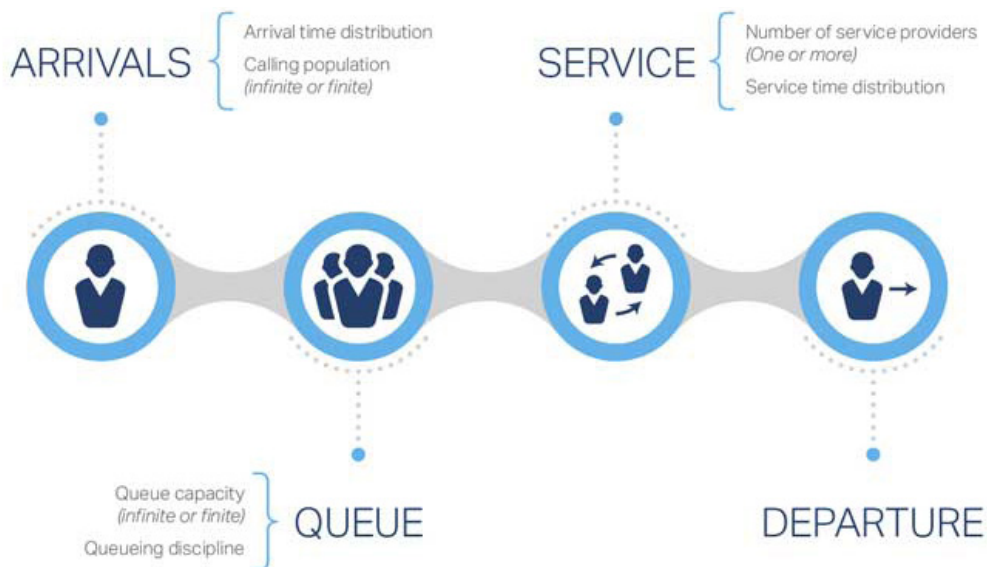 ARRIVALS
Arrival time distribution
Calling population
(infinite or finite)
SERVICE
Number of service providers
(One or more)
Service time distribution
Queue capacity
(infinite or finite)
Queueing discipline
QUEUE
DEPARTURE